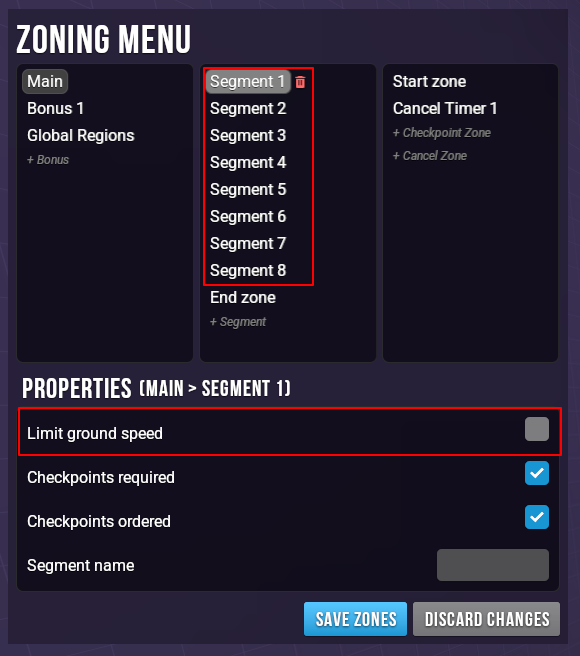 ZONING MENU
Main
Bonus 1
Global Regions
+ Bonus
Segment 1
Segment 2
Segment 3
Segment 4
Segment 5
Segment 6
Segment 7
Segment 8
End zone
+ Segment
Start zone
Cancel Timer 1
+ Checkpoint Zone
+ Cancel Zone
PROPERTIES (MAIN > SEGMENT 1)
Limit ground speed
Checkpoints required
Checkpoints ordered
Segment name
SAVE ZONES
DISCARD CHANGES